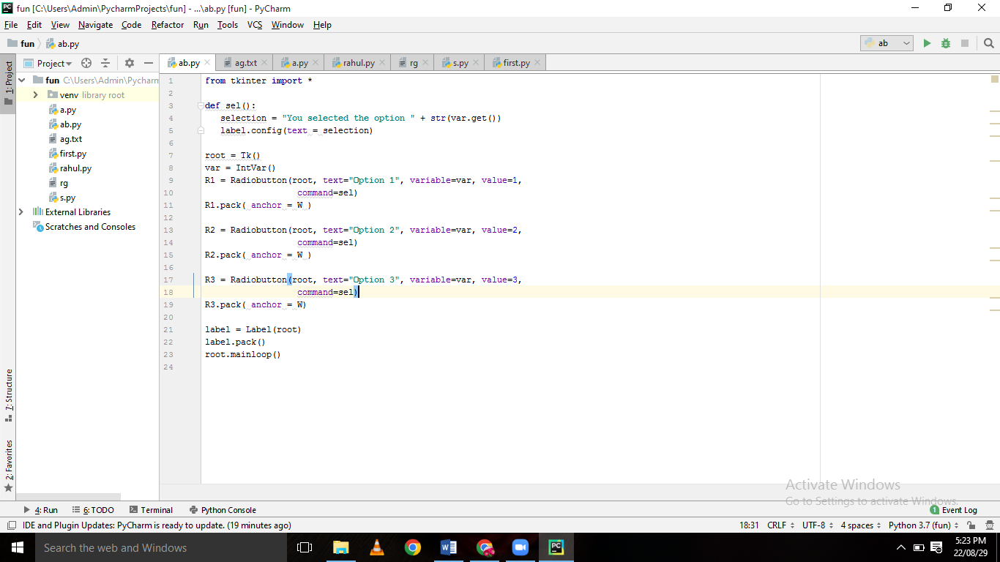 fun [C:\Users\Admin\PycharmProjects\fun] - ...\ab.py [fun] - PyCharm
File Edit View Navigate Code Refactor Run Tools VCS Window Help
fun ab.py ab
1: Project Project ab.py ag.txt a.py rahul.py rg s.py first.py
fun C:\Users\Admin\Pycharm
venv library root
a.py
ab.py
ag.txt
first.py
rahul.py
rg
s.py
External Libraries
Scratches and Consoles
7: Structure
2: Favorites
1 from tkinter import *
2
3 def sel():
4    selection = "You selected the option " + str(var.get())
5    label.config(text = selection)
6
7 root = Tk()
8 var = IntVar()
9 R1 = Radiobutton(root, text="Option 1", variable=var, value=1,
10                   command=sel)
11 R1.pack( anchor = W )
12
13 R2 = Radiobutton(root, text="Option 2", variable=var, value=2,
14                   command=sel)
15 R2.pack( anchor = W )
16
17 R3 = Radiobutton(root, text="Option 3", variable=var, value=3,
18                   command=sel)
19 R3.pack( anchor = W)
20
21 label = Label(root)
22 label.pack()
23 root.mainloop()
24
Activate Windows
Go to Settings to activate Windows.
4: Run 6: TODO Terminal Python Console 1 Event Log
IDE and Plugin Updates: PyCharm is ready to update. (19 minutes ago) 18:31 CRLF UTF-8 4 spaces Python 3.7 (fun)
Search the web and Windows
5:23 PM
22/08/29